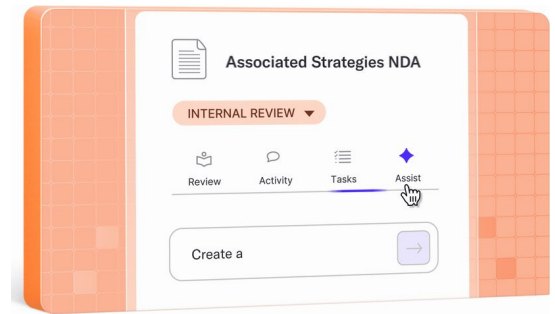 Associated Strategies NDA
INTERNAL REVIEW
Review
Activity
Tasks
Assist
Create a